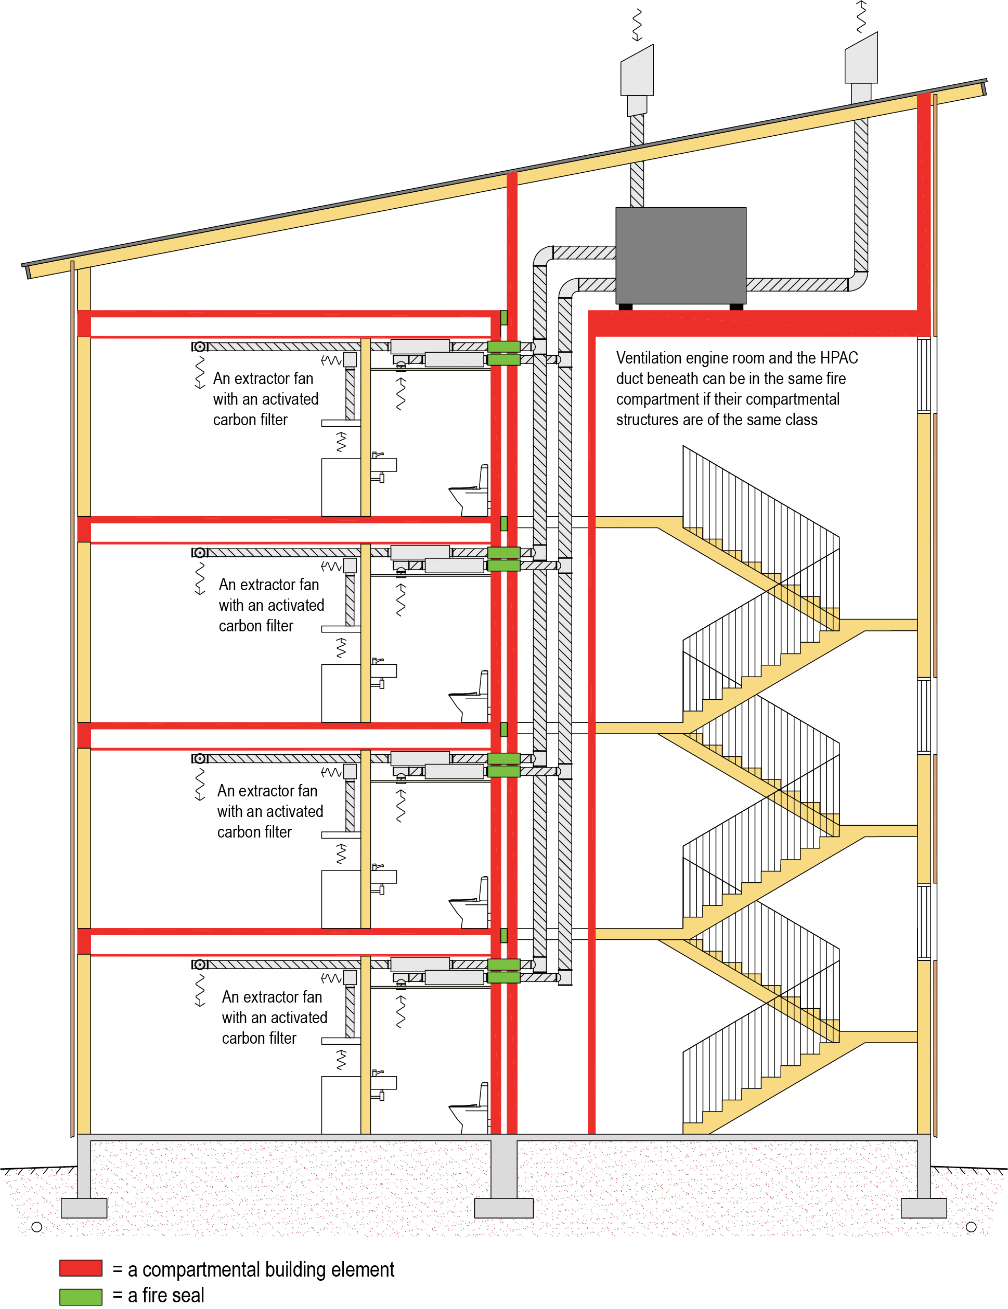 Ventilation engine room and the HPAC
duct beneath can be in the same fire
compartment if their compartmental
structures are of the same class
An extractor fan
with an activated
carbon filter
An extractor fan
with an activated
carbon filter
An extractor fan
with an activated
carbon filter
An extractor fan
with an activated
carbon filter
= a compartmental building element
= a fire seal